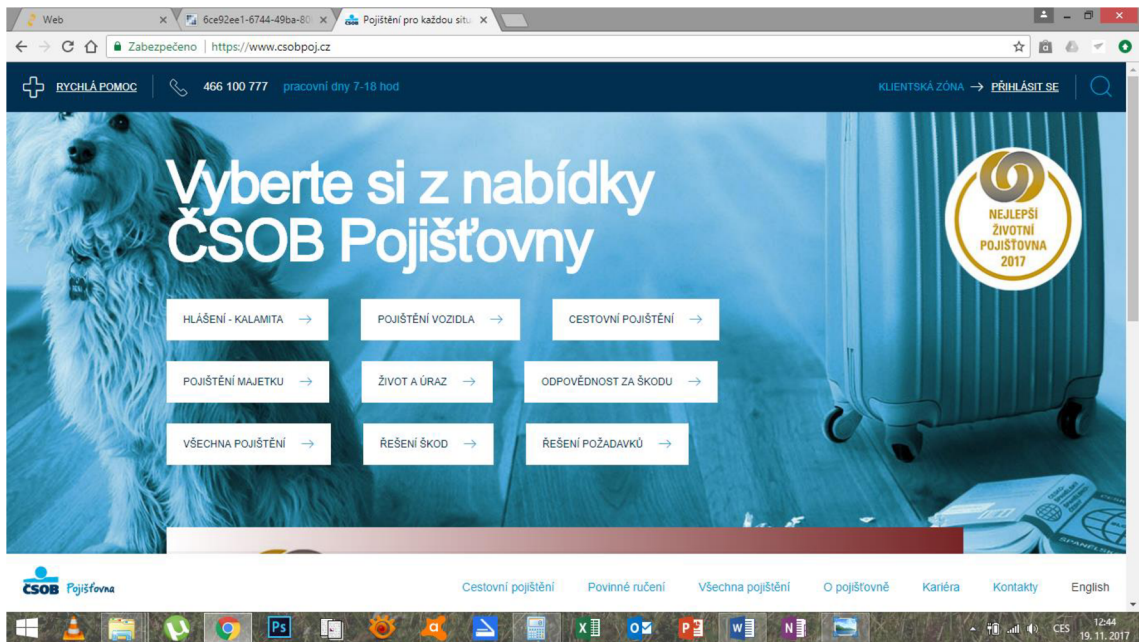 Web
6ce92ee1-6744-49ba-80
Pojištění pro každou situ
Zabezpečeno | https://www.csobpoj.cz
RYCHLÁ POMOC
466 100 777 pracovní dny 7-18 hod
KLIENTSKÁ ZÓNA → PŘIHLÁSIT SE
Vyberte si z nabídky
ČSOB Pojišťovny
NEJLEPŠÍ
ŽIVOTNÍ
POJIŠŤOVNA
2017
HLÁŠENÍ - KALAMITA →
POJIŠTĚNÍ VOZIDLA →
CESTOVNÍ POJIŠTĚNÍ →
POJIŠTĚNÍ MAJETKU →
ŽIVOT A ÚRAZ →
ODPOVĚDNOST ZA ŠKODU →
VŠECHNA POJIŠTĚNÍ →
ŘEŠENÍ ŠKOD →
ŘEŠENÍ POŽADAVKŮ →
ČSOB Pojišťovna
Cestovní pojištění
Povinné ručení
Všechna pojištění
O pojišťovně
Kariéra
Kontakty
English
Ps
CES
12:44
19. 11. 2017